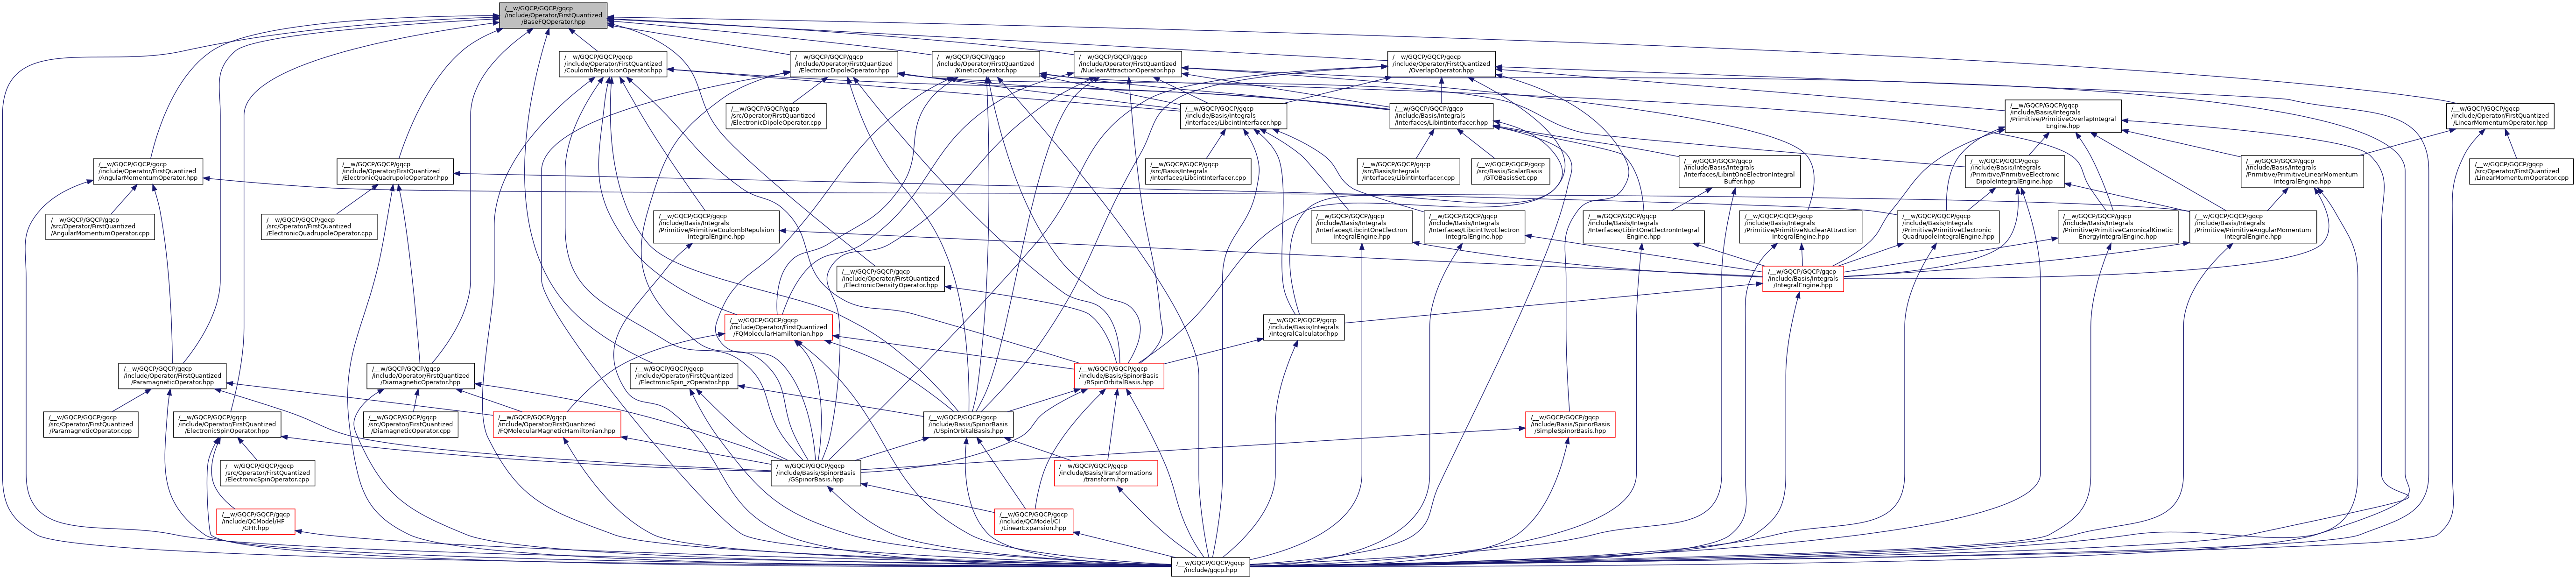 /__w/GQCP/GQCP/gqcp
/include/Operator/FirstQuantized
/BaseFQOperator.hpp
/__w/GQCP/GQCP/gqcp
/include/Operator/FirstQuantized
/CoulombRepulsionOperator.hpp
/__w/GQCP/GQCP/gqcp
/include/Operator/FirstQuantized
/ElectronicDipoleOperator.hpp
/__w/GQCP/GQCP/gqcp
/include/Operator/FirstQuantized
/KineticOperator.hpp
/__w/GQCP/GQCP/gqcp
/include/Operator/FirstQuantized
/NuclearAttractionOperator.hpp
/__w/GQCP/GQCP/gqcp
/include/Operator/FirstQuantized
/OverlapOperator.hpp
/__w/GQCP/GQCP/gqcp
/src/Operator/FirstQuantized
/ElectronicDipoleOperator.cpp
/__w/GQCP/GQCP/gqcp
/include/Basis/Integrals
/Interfaces/LibcintInterfacer.hpp
/__w/GQCP/GQCP/gqcp
/include/Basis/Integrals
/Interfaces/LibintInterfacer.hpp
/__w/GQCP/GQCP/gqcp
/include/Basis/Integrals
/Primitive/PrimitiveOverlapIntegral
Engine.hpp
/__w/GQCP/GQCP/gqcp
/include/Operator/FirstQuantized
/LinearMomentumOperator.hpp
/__w/GQCP/GQCP/gqcp
/include/Operator/FirstQuantized
/AngularMomentumOperator.hpp
/__w/GQCP/GQCP/gqcp
/include/Operator/FirstQuantized
/ElectronicQuadrupoleOperator.hpp
/__w/GQCP/GQCP/gqcp
/src/Basis/Integrals
/Interfaces/LibcintInterfacer.cpp
/__w/GQCP/GQCP/gqcp
/src/Basis/Integrals
/Interfaces/LibintInterfacer.cpp
/__w/GQCP/GQCP/gqcp
/src/Basis/ScalarBasis
/GTOBasisSet.cpp
/__w/GQCP/GQCP/gqcp
/include/Basis/Integrals
/Interfaces/LibintOneElectronIntegral
Buffer.hpp
/__w/GQCP/GQCP/gqcp
/include/Basis/Integrals
/Primitive/PrimitiveElectronic
DipoleIntegralEngine.hpp
/__w/GQCP/GQCP/gqcp
/include/Basis/Integrals
/Primitive/PrimitiveLinearMomentum
IntegralEngine.hpp
/__w/GQCP/GQCP/gqcp
/src/Operator/FirstQuantized
/LinearMomentumOperator.cpp
/__w/GQCP/GQCP/gqcp
/src/Operator/FirstQuantized
/AngularMomentumOperator.cpp
/__w/GQCP/GQCP/gqcp
/src/Operator/FirstQuantized
/ElectronicQuadrupoleOperator.cpp
/__w/GQCP/GQCP/gqcp
/include/Basis/Integrals
/Primitive/PrimitiveCoulombRepulsion
IntegralEngine.hpp
/__w/GQCP/GQCP/gqcp
/include/Basis/Integrals
/Interfaces/LibcintOneElectron
IntegralEngine.hpp
/__w/GQCP/GQCP/gqcp
/include/Basis/Integrals
/Interfaces/LibcintTwoElectron
IntegralEngine.hpp
/__w/GQCP/GQCP/gqcp
/include/Basis/Integrals
/Interfaces/LibintOneElectronIntegral
Engine.hpp
/__w/GQCP/GQCP/gqcp
/include/Basis/Integrals
/Primitive/PrimitiveNuclearAttraction
IntegralEngine.hpp
/__w/GQCP/GQCP/gqcp
/include/Basis/Integrals
/Primitive/PrimitiveElectronic
QuadrupoleIntegralEngine.hpp
/__w/GQCP/GQCP/gqcp
/include/Basis/Integrals
/Primitive/PrimitiveCanonicalKinetic
EnergyIntegralEngine.hpp
/__w/GQCP/GQCP/gqcp
/include/Basis/Integrals
/Primitive/PrimitiveAngularMomentum
IntegralEngine.hpp
/__w/GQCP/GQCP/gqcp
/include/Operator/FirstQuantized
/ElectronicDensityOperator.hpp
/__w/GQCP/GQCP/gqcp
/include/Basis/Integrals
/IntegralEngine.hpp
/__w/GQCP/GQCP/gqcp
/include/Operator/FirstQuantized
/FQMolecularHamiltonian.hpp
/__w/GQCP/GQCP/gqcp
/include/Basis/Integrals
/IntegralCalculator.hpp
/__w/GQCP/GQCP/gqcp
/include/Operator/FirstQuantized
/ParamagneticOperator.hpp
/__w/GQCP/GQCP/gqcp
/include/Operator/FirstQuantized
/DiamagneticOperator.hpp
/__w/GQCP/GQCP/gqcp
/include/Operator/FirstQuantized
/ElectronicSpin_zOperator.hpp
/__w/GQCP/GQCP/gqcp
/include/Basis/SpinorBasis
/RSpinOrbitalBasis.hpp
/__w/GQCP/GQCP/gqcp
/src/Operator/FirstQuantized
/ParamagneticOperator.cpp
/__w/GQCP/GQCP/gqcp
/include/Operator/FirstQuantized
/ElectronicSpinOperator.hpp
/__w/GQCP/GQCP/gqcp
/src/Operator/FirstQuantized
/DiamagneticOperator.cpp
/__w/GQCP/GQCP/gqcp
/include/Operator/FirstQuantized
/FQMolecularMagneticHamiltonian.hpp
/__w/GQCP/GQCP/gqcp
/include/Basis/SpinorBasis
/USpinOrbitalBasis.hpp
/__w/GQCP/GQCP/gqcp
/include/Basis/SpinorBasis
/SimpleSpinorBasis.hpp
/__w/GQCP/GQCP/gqcp
/src/Operator/FirstQuantized
/ElectronicSpinOperator.cpp
/__w/GQCP/GQCP/gqcp
/include/Basis/SpinorBasis
/GSpinorBasis.hpp
/__w/GQCP/GQCP/gqcp
/include/Basis/Transformations
/transform.hpp
/__w/GQCP/GQCP/gqcp
/include/QCModel/HF
/GHF.hpp
/__w/GQCP/GQCP/gqcp
/include/QCModel/CI
/LinearExpansion.hpp
/__w/GQCP/GQCP/gqcp
/include/gqcp.hpp